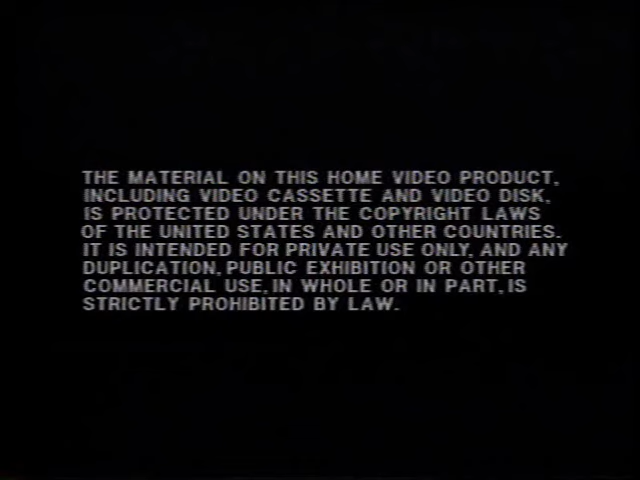 THE MATERIAL ON THIS HOME VIDEO PRODUCT,
INCLUDING VIDEO CASSETTE AND VIDEO DISK,
IS PROTECTED UNDER THE COPYRIGHT LAWS
OF THE UNITED STATES AND OTHER COUNTRIES.
IT IS INTENDED FOR PRIVATE USE ONLY, AND ANY
DUPLICATION, PUBLIC EXHIBITION OR OTHER
COMMERCIAL USE, IN WHOLE OR IN PART, IS
STRICTLY PROHIBITED BY LAW.